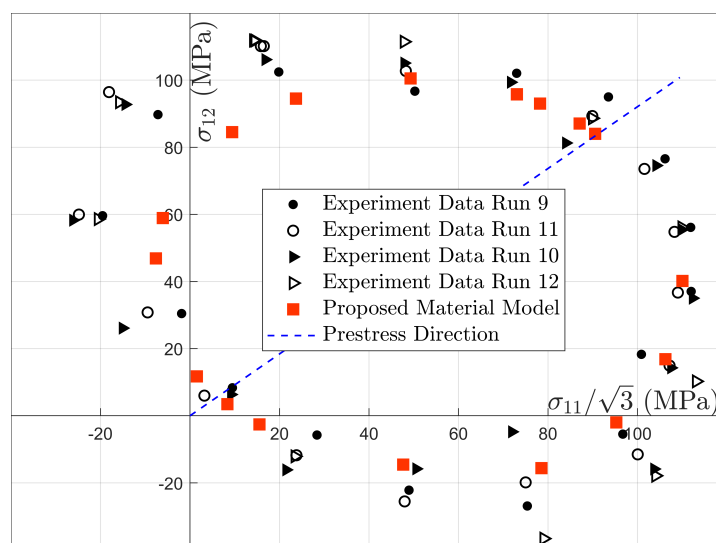 σ₁₂ (MPa)
100
80
60
40
20
-20
-20
20
40
60
80
100
σ₁₁/√3 (MPa)
Experiment Data Run 9
Experiment Data Run 11
Experiment Data Run 10
Experiment Data Run 12
Proposed Material Model
Prestress Direction